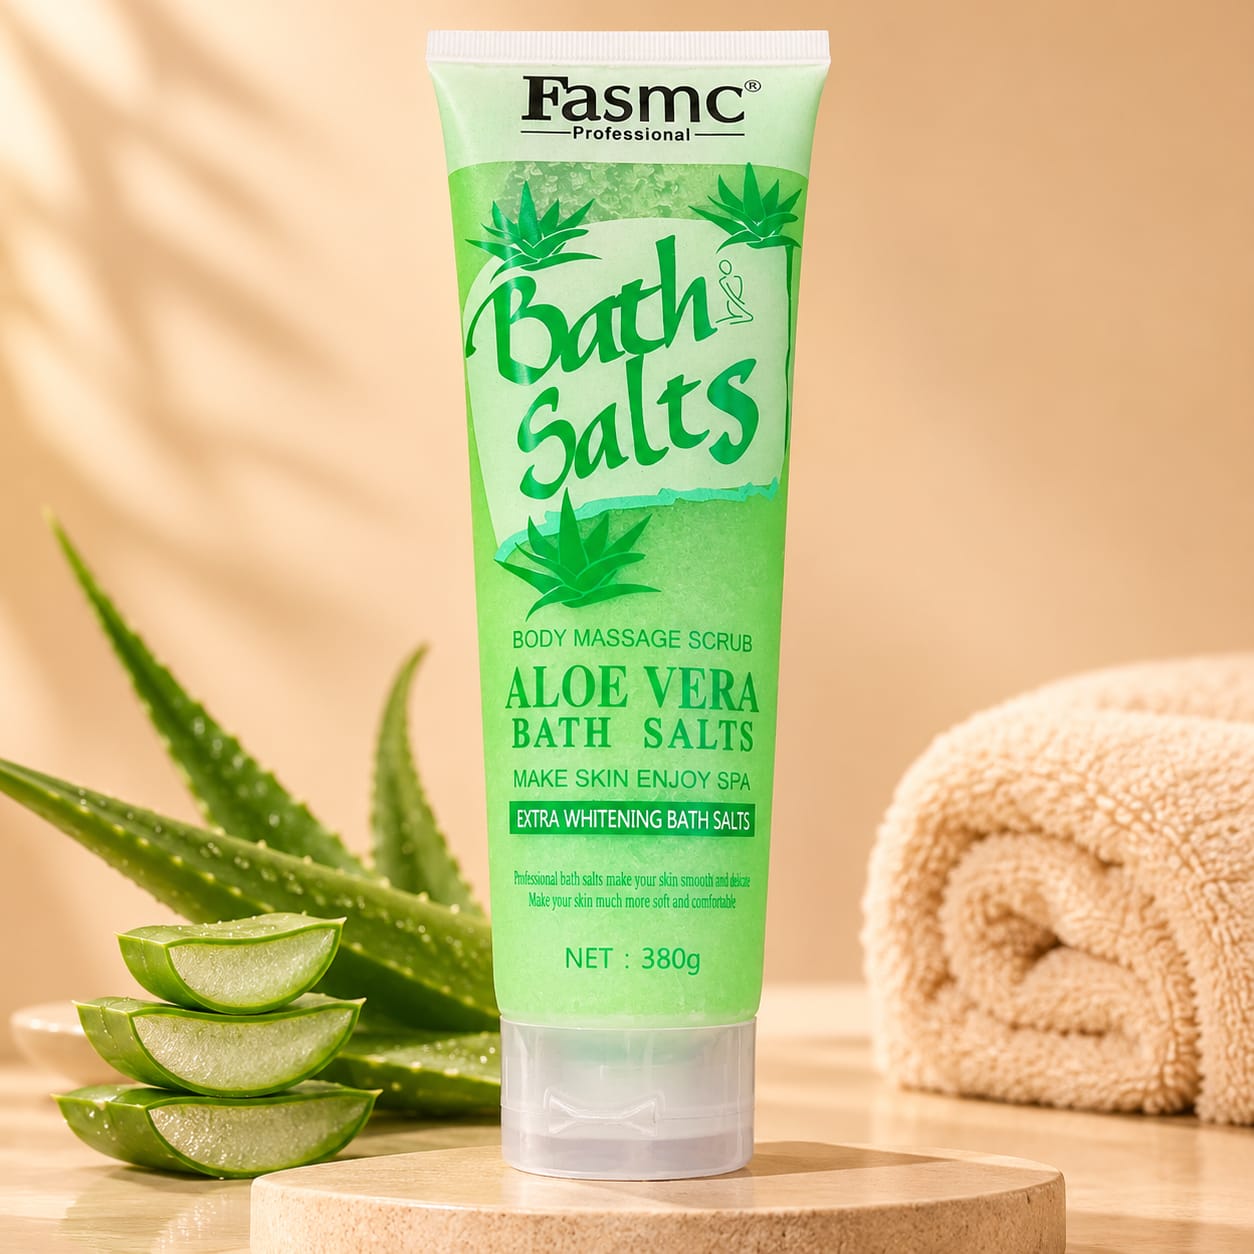 Fasmc®
Professional
Bath
Salts
BODY MASSAGE SCRUB
ALOE VERA
BATH SALTS
MAKE SKIN ENJOY SPA
EXTRA WHITENING BATH SALTS
Professional bath salts make your skin smooth and delicate
Make your skin much more soft and comfortable
NET : 380g